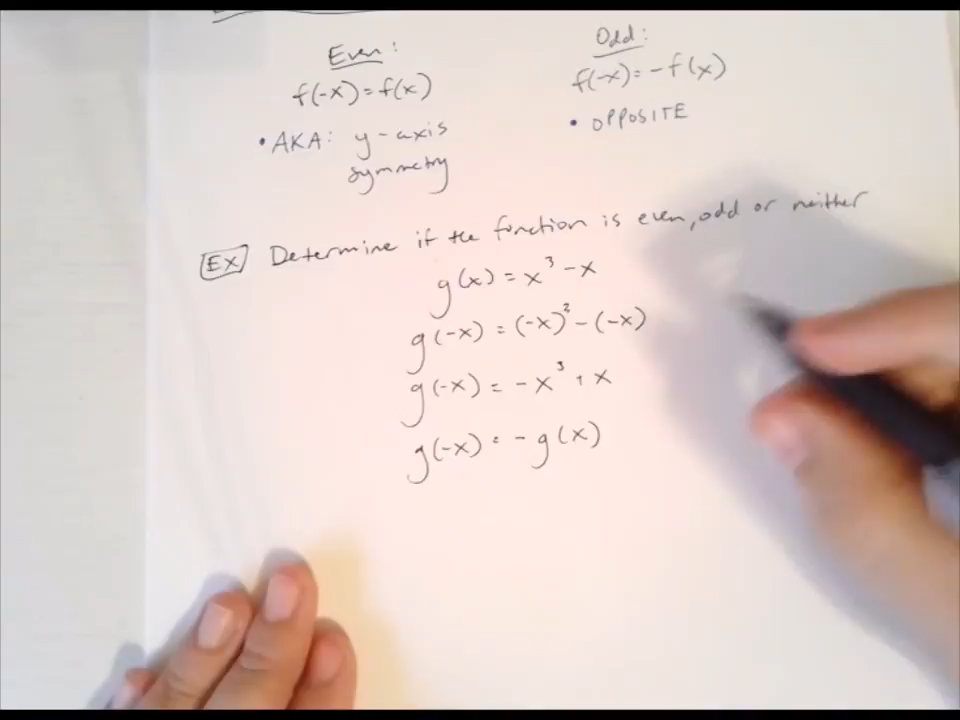 Even:
f(-x)=f(x)
• AKA: y-axis
symmetry
Odd:
f(-x)=-f(x)
• OPPOSITE
Ex Determine if the function is even, odd or neither
g(x) = x³ - x
g(-x) = (-x)² - (-x)
g(-x) = -x³ + x
g(-x) = -g(x)